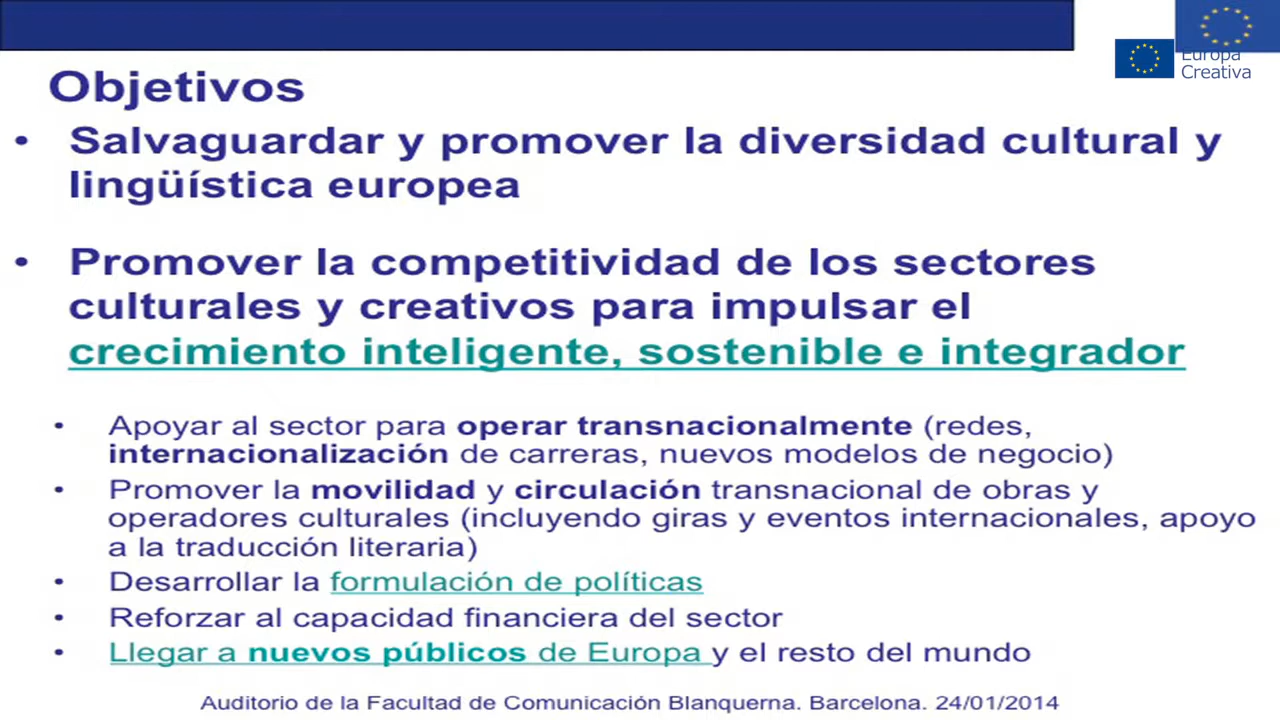 Europa
Creativa
Objetivos
• Salvaguardar y promover la diversidad cultural y
lingüística europea
• Promover la competitividad de los sectores
culturales y creativos para impulsar el
crecimiento inteligente, sostenible e integrador
• Apoyar al sector para operar transnacionalmente (redes,
internacionalización de carreras, nuevos modelos de negocio)
• Promover la movilidad y circulación transnacional de obras y
operadores culturales (incluyendo giras y eventos internacionales, apoyo
a la traducción literaria)
• Desarrollar la formulación de políticas
• Reforzar al capacidad financiera del sector
• Llegar a nuevos públicos de Europa y el resto del mundo
Auditorio de la Facultad de Comunicación Blanquerna. Barcelona. 24/01/2014